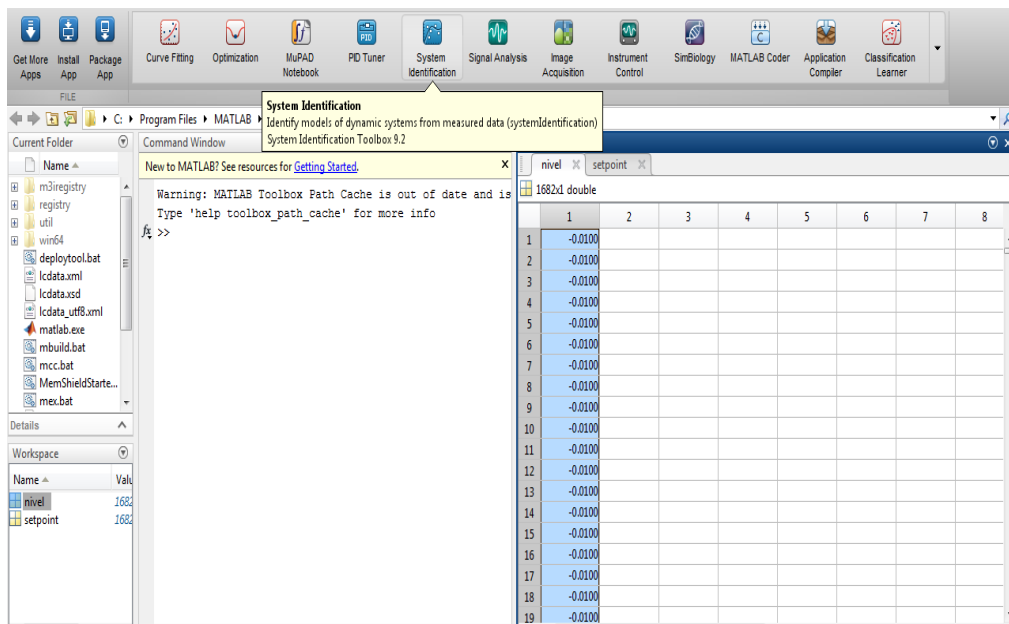 Get More Apps
Install App
Package App
Curve Fitting
Optimization
MuPAD Notebook
PID Tuner
System Identification
Signal Analysis
Image Acquisition
Instrument Control
SimBiology
MATLAB Coder
Application Compiler
Classification Learner
FILE
C: Program Files MATLAB
System Identification
Identify models of dynamic systems from measured data (systemIdentification)
System Identification Toolbox 9.2
Current Folder
Name
m3iregistry
registry
util
win64
deploytool.bat
lcdata.xml
lcdata.xsd
lcdata_utf8.xml
matlab.exe
mbuild.bat
mcc.bat
MemShieldStarte...
mex.bat
Details
Workspace
Name Valu
nivel 1682
setpoint 1682
Command Window
New to MATLAB? See resources for Getting Started. x
Warning: MATLAB Toolbox Path Cache is out of date and is
Type 'help toolbox_path_cache' for more info
fx >>
nivel setpoint
1682x1 double
1 2 3 4 5 6 7 8
1 -0.0100
2 -0.0100
3 -0.0100
4 -0.0100
5 -0.0100
6 -0.0100
7 -0.0100
8 -0.0100
9 -0.0100
10 -0.0100
11 -0.0100
12 -0.0100
13 -0.0100
14 -0.0100
15 -0.0100
16 -0.0100
17 -0.0100
18 -0.0100
19 -0.0100